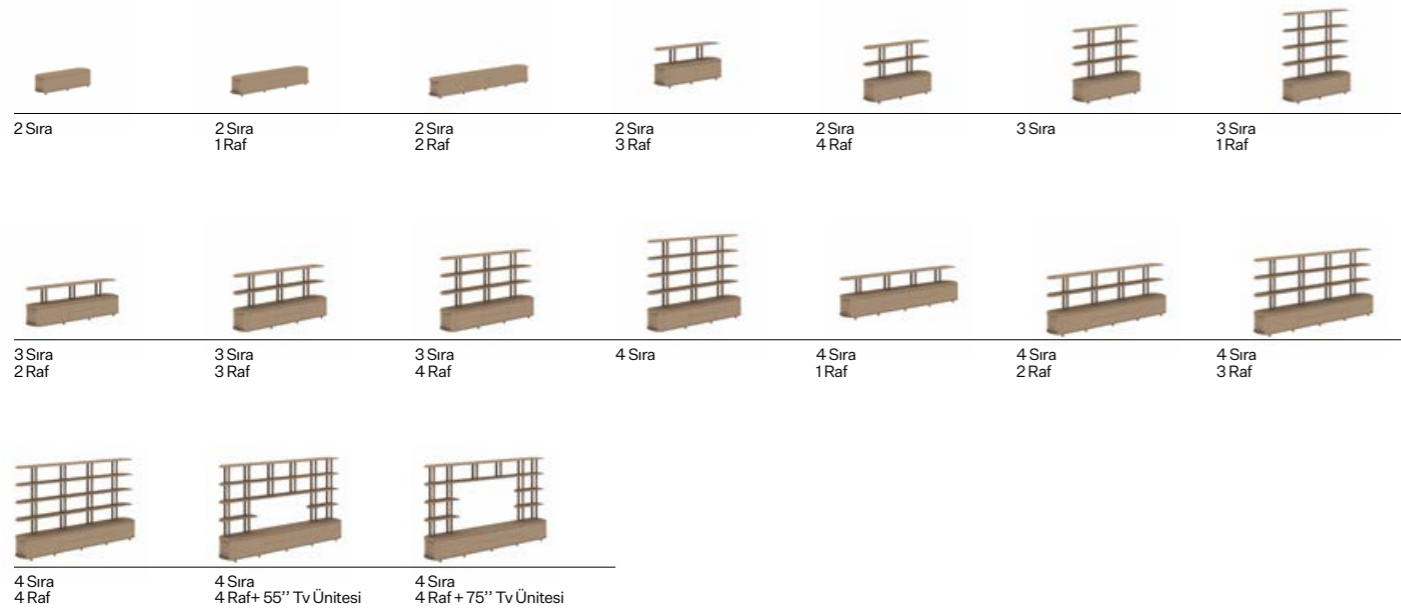 2 Sıra
2 Sıra
1 Raf
2 Sıra
2 Raf
2 Sıra
3 Raf
2 Sıra
4 Raf
3 Sıra
3 Sıra
1 Raf
3 Sıra
2 Raf
3 Sıra
3 Raf
3 Sıra
4 Raf
4 Sıra
4 Sıra
1 Raf
4 Sıra
2 Raf
4 Sıra
3 Raf
4 Sıra
4 Raf
4 Sıra
4 Raf+ 55’’ Tv Ünitesi
4 Sıra
4 Raf + 75’’ Tv Ünitesi